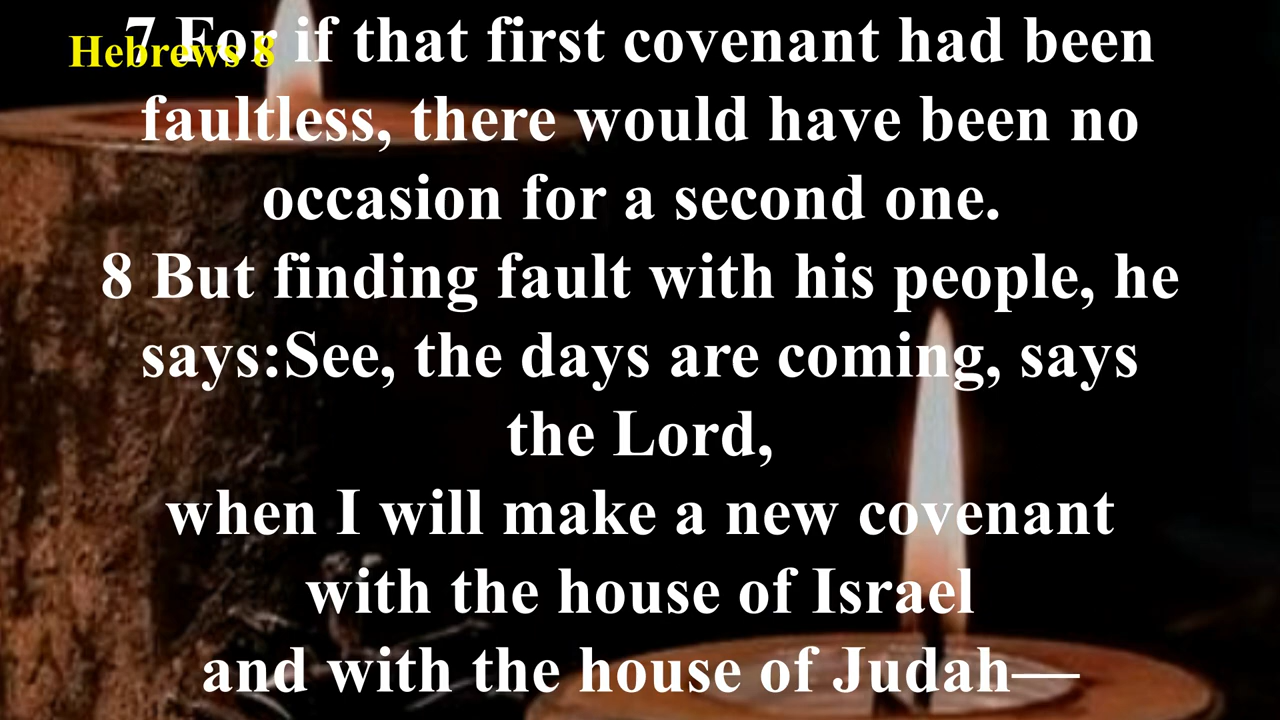 Hebrews 8
7 For if that first covenant had been
faultless, there would have been no
occasion for a second one.
8 But finding fault with his people, he
says:See, the days are coming, says
the Lord,
when I will make a new covenant
with the house of Israel
and with the house of Judah—